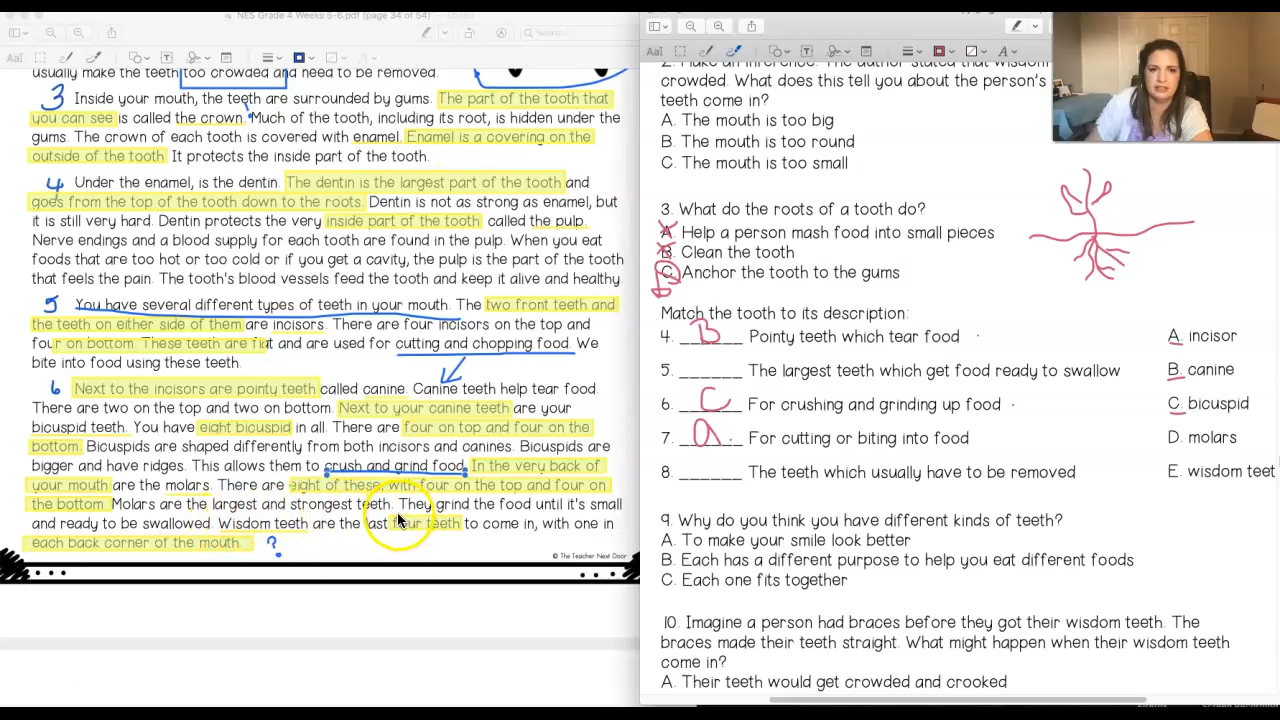 NES Grade 4 Weeks 5-6.pdf (page 34 of 54)
Search
usually make the teeth too crowded and need to be removed.
3 Inside your mouth, the teeth are surrounded by gums. The part of the tooth that
you can see is called the crown. Much of the tooth, including its root, is hidden under the
gums. The crown of each tooth is covered with enamel. Enamel is a covering on the
outside of the tooth. It protects the inside part of the tooth.
4 Under the enamel, is the dentin. The dentin is the largest part of the tooth and
goes from the top of the tooth down to the roots. Dentin is not as strong as enamel, but
it is still very hard. Dentin protects the very inside part of the tooth called the pulp.
Nerve endings and a blood supply for each tooth are found in the pulp. When you eat
foods that are too hot or too cold or if you get a cavity, the pulp is the part of the tooth
that feels the pain. The tooth's blood vessels feed the tooth and keep it alive and healthy.
5 You have several different types of teeth in your mouth. The two front teeth and
the teeth on either side of them are incisors. There are four incisors on the top and
four on bottom. These teeth are flat and are used for cutting and chopping food. We
bite into food using these teeth.
6 Next to the incisors are pointy teeth called canine. Canine teeth help tear food.
There are two on the top and two on bottom. Next to your canine teeth are your
bicuspid teeth. You have eight bicuspid in all. There are four on top and four on the
bottom. Bicuspids are shaped differently from both incisors and canines. Bicuspids are
bigger and have ridges. This allows them to crush and grind food. In the very back of
your mouth are the molars. There are eight of these, with four on the top and four on
the bottom. Molars are the largest and strongest teeth. They grind the food until it's small
and ready to be swallowed. Wisdom teeth are the last four teeth to come in, with one in
each back corner of the mouth. ?
© The Teacher Next Door
2. Make an inference. The author stated that wisdom
crowded. What does this tell you about the person's
teeth come in?
A. The mouth is too big
B. The mouth is too round
C. The mouth is too small
3. What do the roots of a tooth do?
A. Help a person mash food into small pieces
B. Clean the tooth
C. Anchor the tooth to the gums
Match the tooth to its description:
4. __B__ Pointy teeth which tear food A. incisor
5. ______ The largest teeth which get food ready to swallow B. canine
6. __C__ For crushing and grinding up food C. bicuspid
7. __a__ For cutting or biting into food D. molars
8. ______ The teeth which usually have to be removed E. wisdom teet
9. Why do you think you have different kinds of teeth?
A. To make your smile look better
B. Each has a different purpose to help you eat different foods
C. Each one fits together
10. Imagine a person had braces before they got their wisdom teeth. The
braces made their teeth straight. What might happen when their wisdom teeth
come in?
A. Their teeth would get crowded and crooked